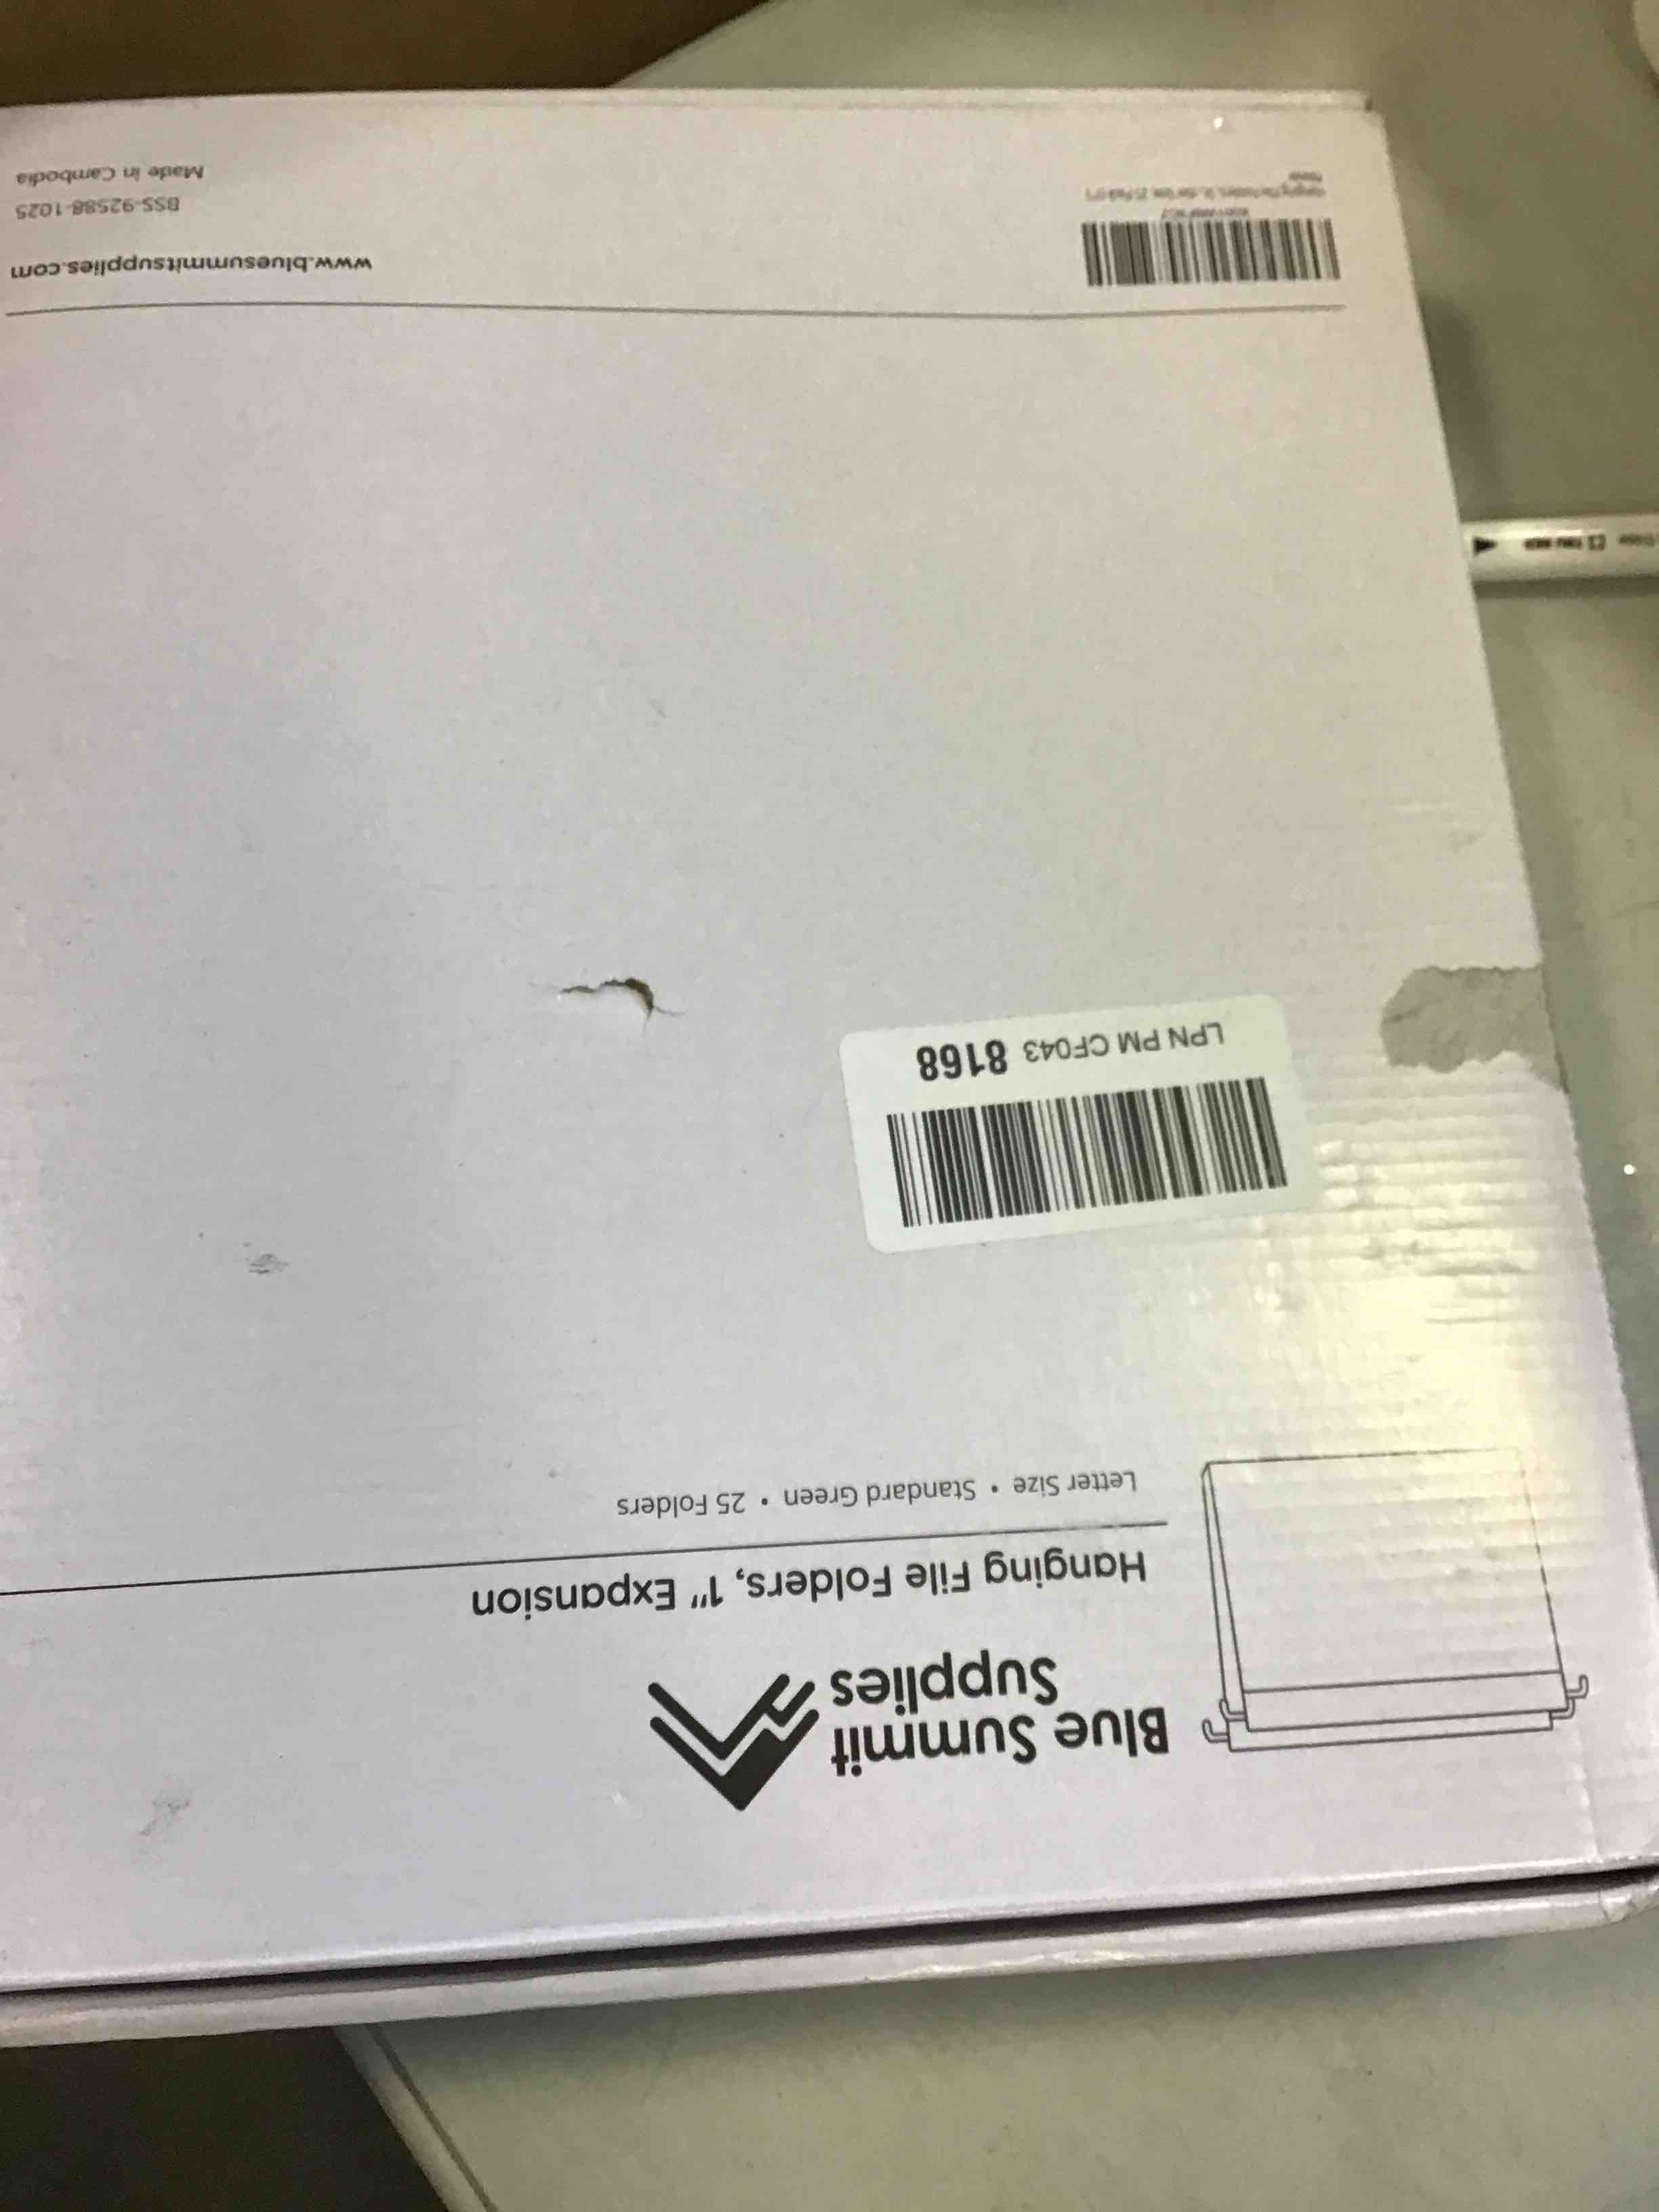 Blue Summit
Supplies
Hanging File Folders, 1" Expansion
Letter Size • Standard Green • 25 Folders
LPN PM CF043 8168
www.bluesummitsupplies.com
BSS-92588-1025
Made in Cambodia
New